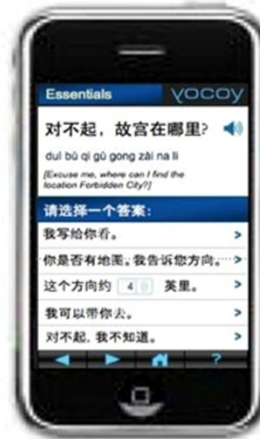 Essentials yocoy
对不起，故宫在哪里?
duì bù qǐ gù gong zài na li
[Excuse me, where can I find the
location Forbidden City?]
请选择一个答案：
我写给你看。 >
你是否有地图。我告诉您方向。 >
这个方向约 4 英里。 >
我可以带你去。 >
对不起，我不知道。 >
?